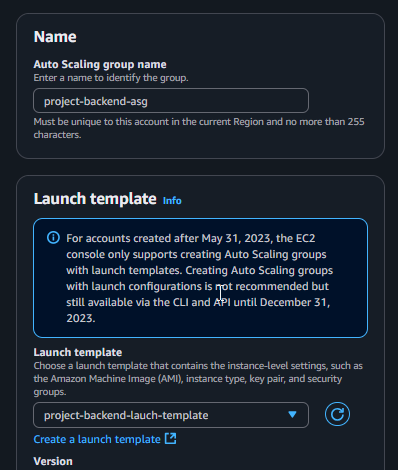 Name
Auto Scaling group name
Enter a name to identify the group.
project-backend-asg
Must be unique to this account in the current Region and no more than 255
characters.
Launch template Info
For accounts created after May 31, 2023, the EC2
console only supports creating Auto Scaling groups
with launch templates. Creating Auto Scaling groups
with launch configurations is not recommended but
still available via the CLI and API until December 31,
2023.
Launch template
Choose a launch template that contains the instance-level settings, such as
the Amazon Machine Image (AMI), instance type, key pair, and security
groups.
project-backend-lauch-template
Create a launch template
Version